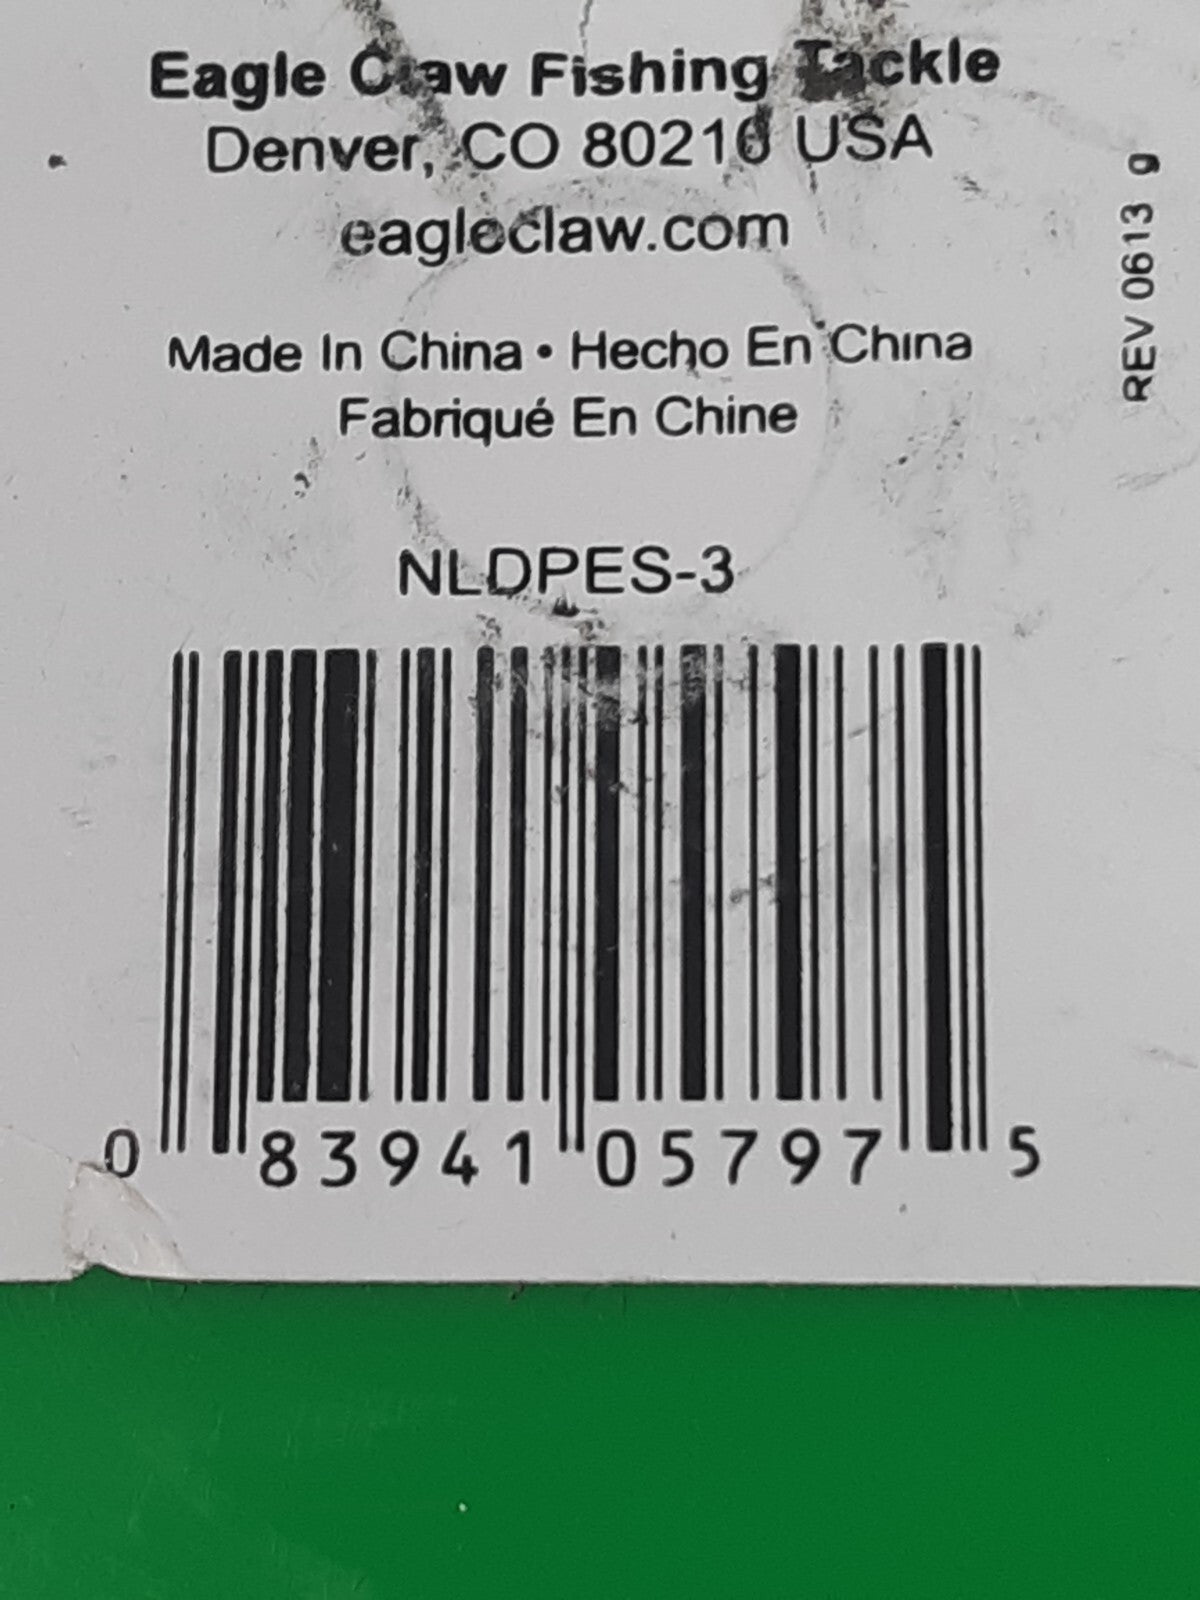 Eagle Claw Fishing Tackle
Denver, CO 80216 USA
eagleclaw.com
Made In China • Hecho En China
Fabriqué En Chine
REV 0613 g
NLDPES-3
0 83941 05797 5